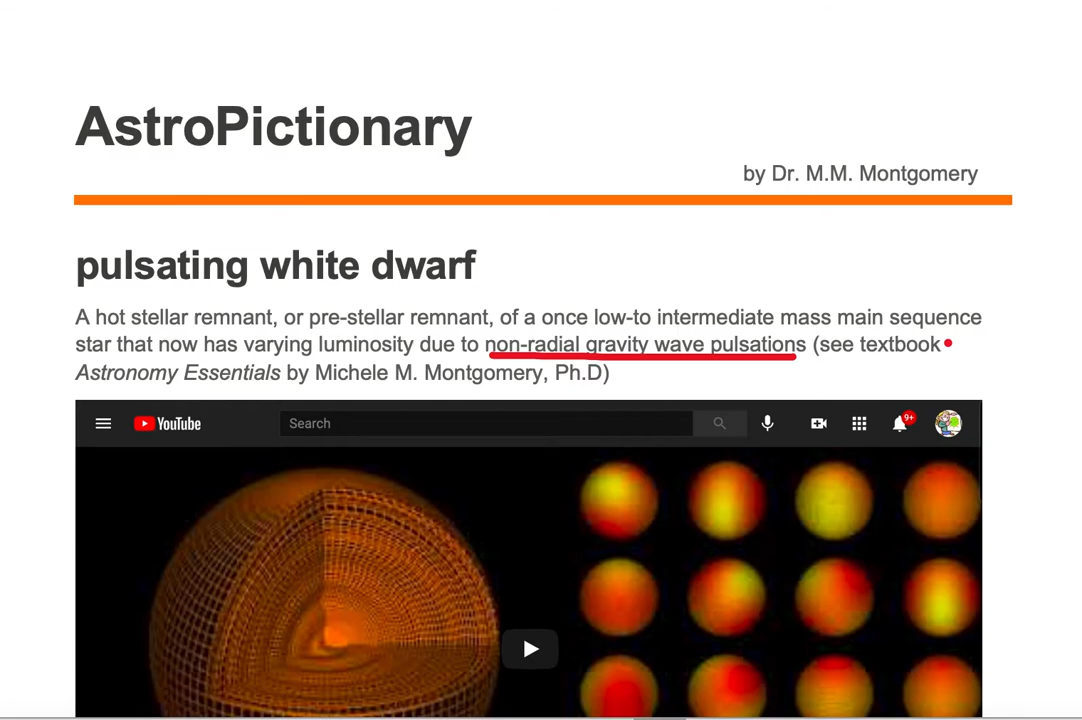 AstroPictionary
by Dr. M.M. Montgomery
pulsating white dwarf
A hot stellar remnant, or pre-stellar remnant, of a once low-to intermediate mass main sequence
star that now has varying luminosity due to non-radial gravity wave pulsations (see textbook
Astronomy Essentials by Michele M. Montgomery, Ph.D)
YouTube Search 9+